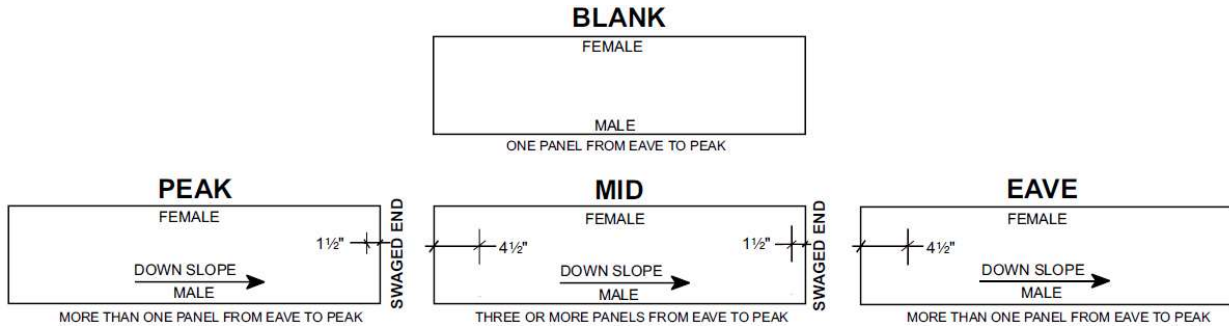 BLANK
FEMALE
MALE
ONE PANEL FROM EAVE TO PEAK
PEAK
FEMALE
1½"
SWAGED END
DOWN SLOPE
MALE
MORE THAN ONE PANEL FROM EAVE TO PEAK
MID
FEMALE
4½"
1½"
SWAGED END
DOWN SLOPE
MALE
THREE OR MORE PANELS FROM EAVE TO PEAK
EAVE
FEMALE
4½"
DOWN SLOPE
MALE
MORE THAN ONE PANEL FROM EAVE TO PEAK